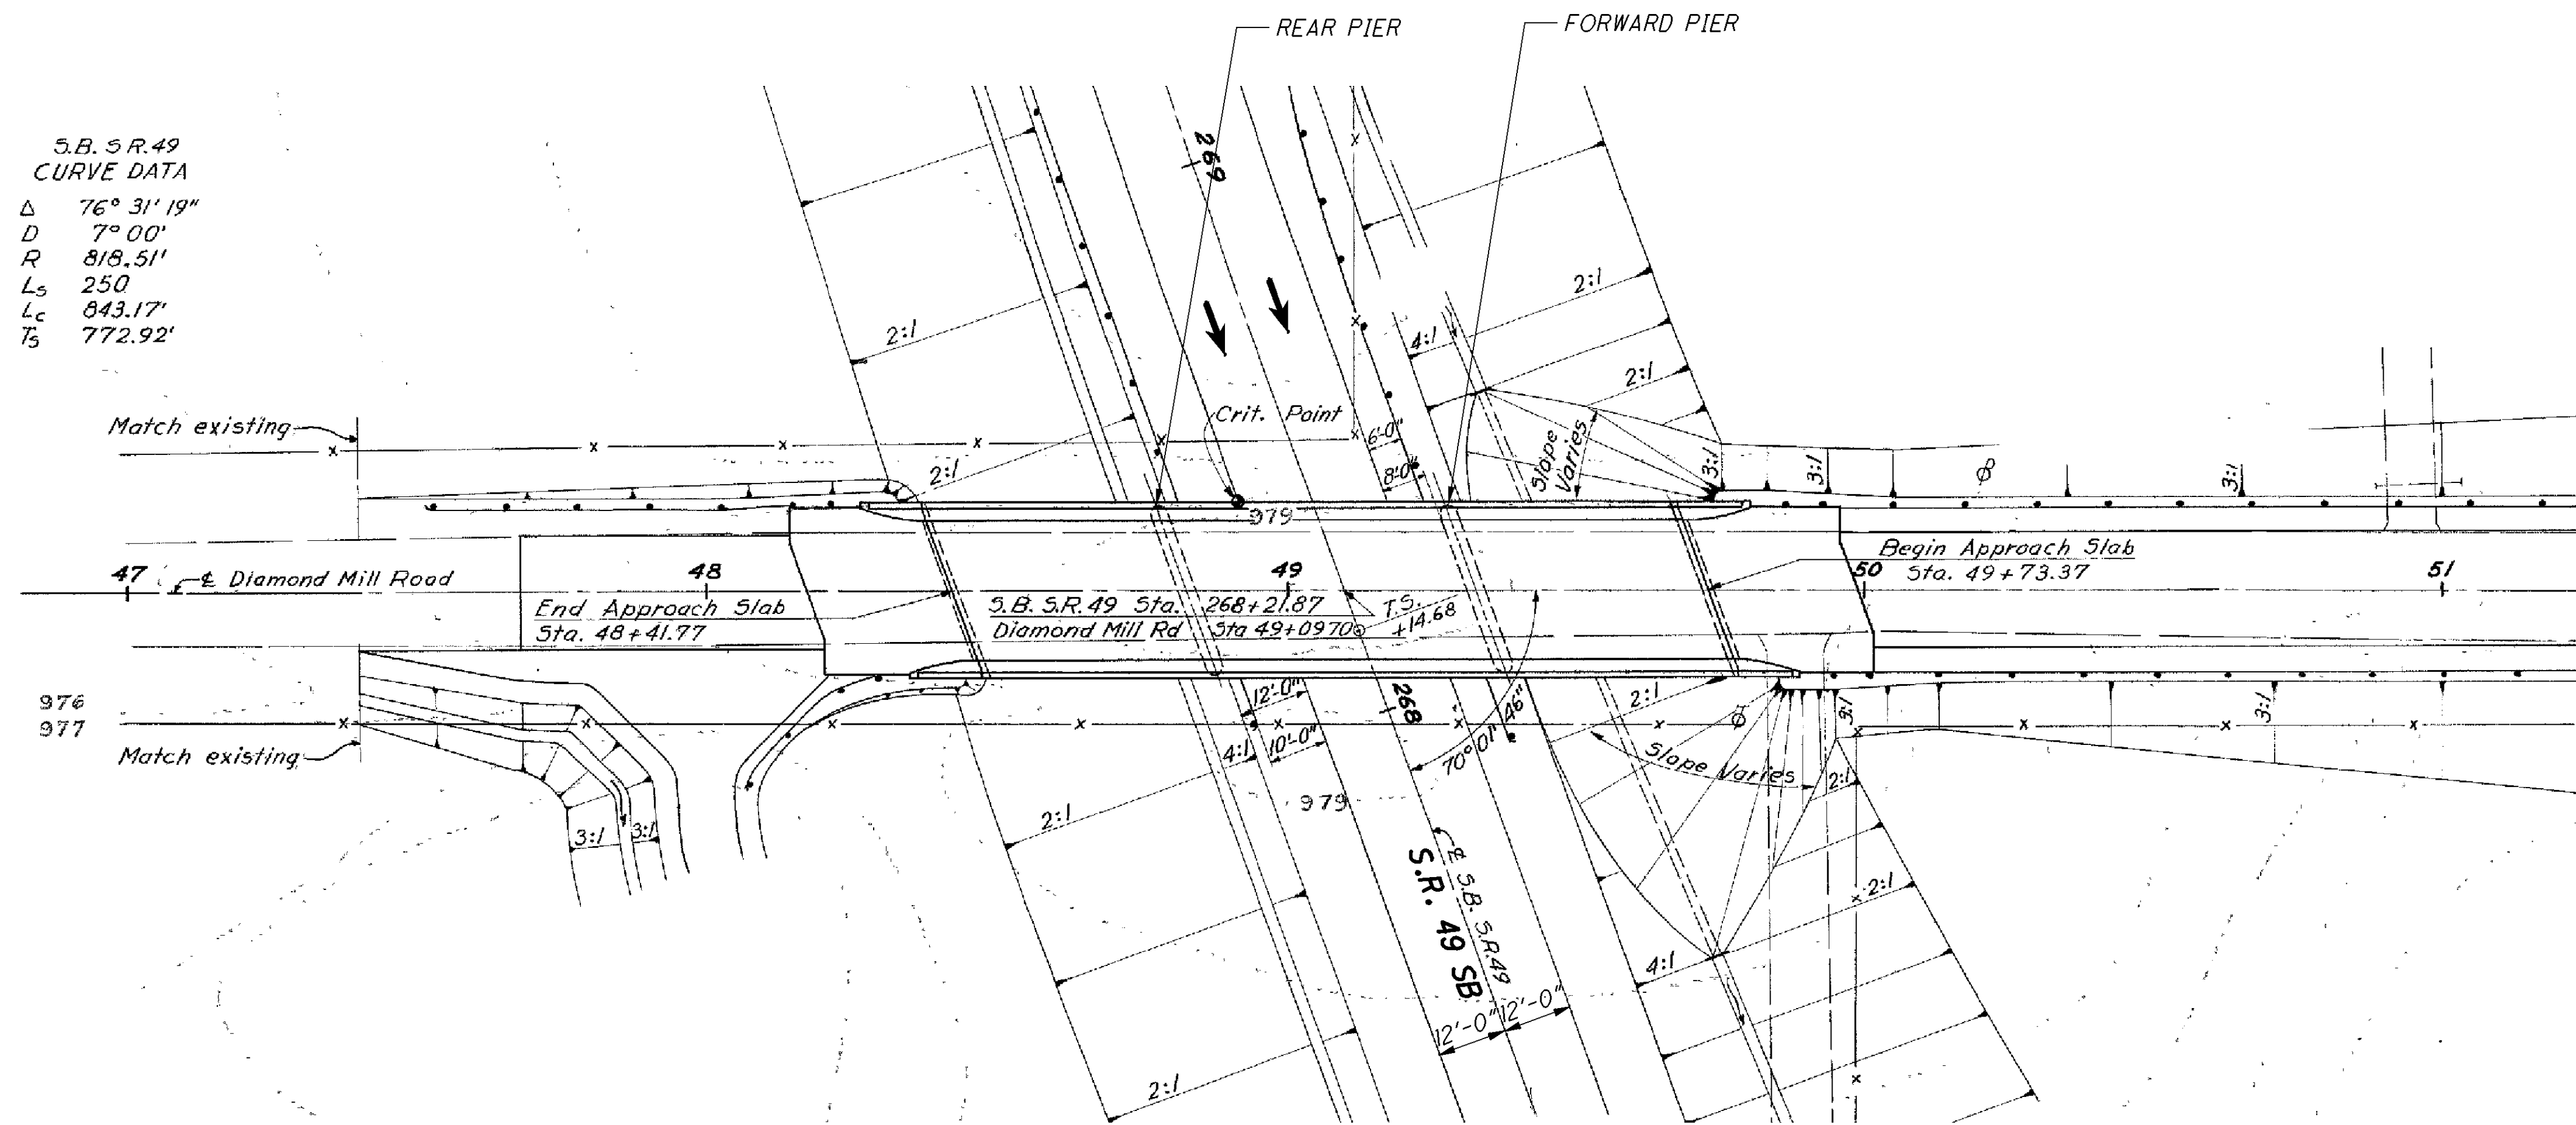 REAR PIER
FORWARD PIER
S.B. S.R.49
CURVE DATA
Δ 76° 31' 19"
D 7° 00'
R 818.51'
Ls 250
Lc 843.17'
Ts 772.92'
269
2:1
2:1
4:1
2:1
Match existing
Crit. Point
6'-0"
8'-0"
Slope
Varies
2:1
3:1
3:1
3:1
979
Begin Approach Slab
Sta. 49+73.37
47
℄ Diamond Mill Road
48
49
50
51
End Approach Slab
Sta. 48+41.77
S.B. S.R.49 Sta. 268+21.87
Diamond Mill Rd Sta 49+0970
T.S.
+14.68
976
977
Match existing
12'-0"
10'-0"
4:1
268
70° 01' 46"
2:1
3:1
3:1
Slope Varies
2:1
979
2:1
3:1
3:1
℄ S.B. S.R.49
S.R. 49 SB
2:1
4:1
12'-0"
12'-0"
2:1